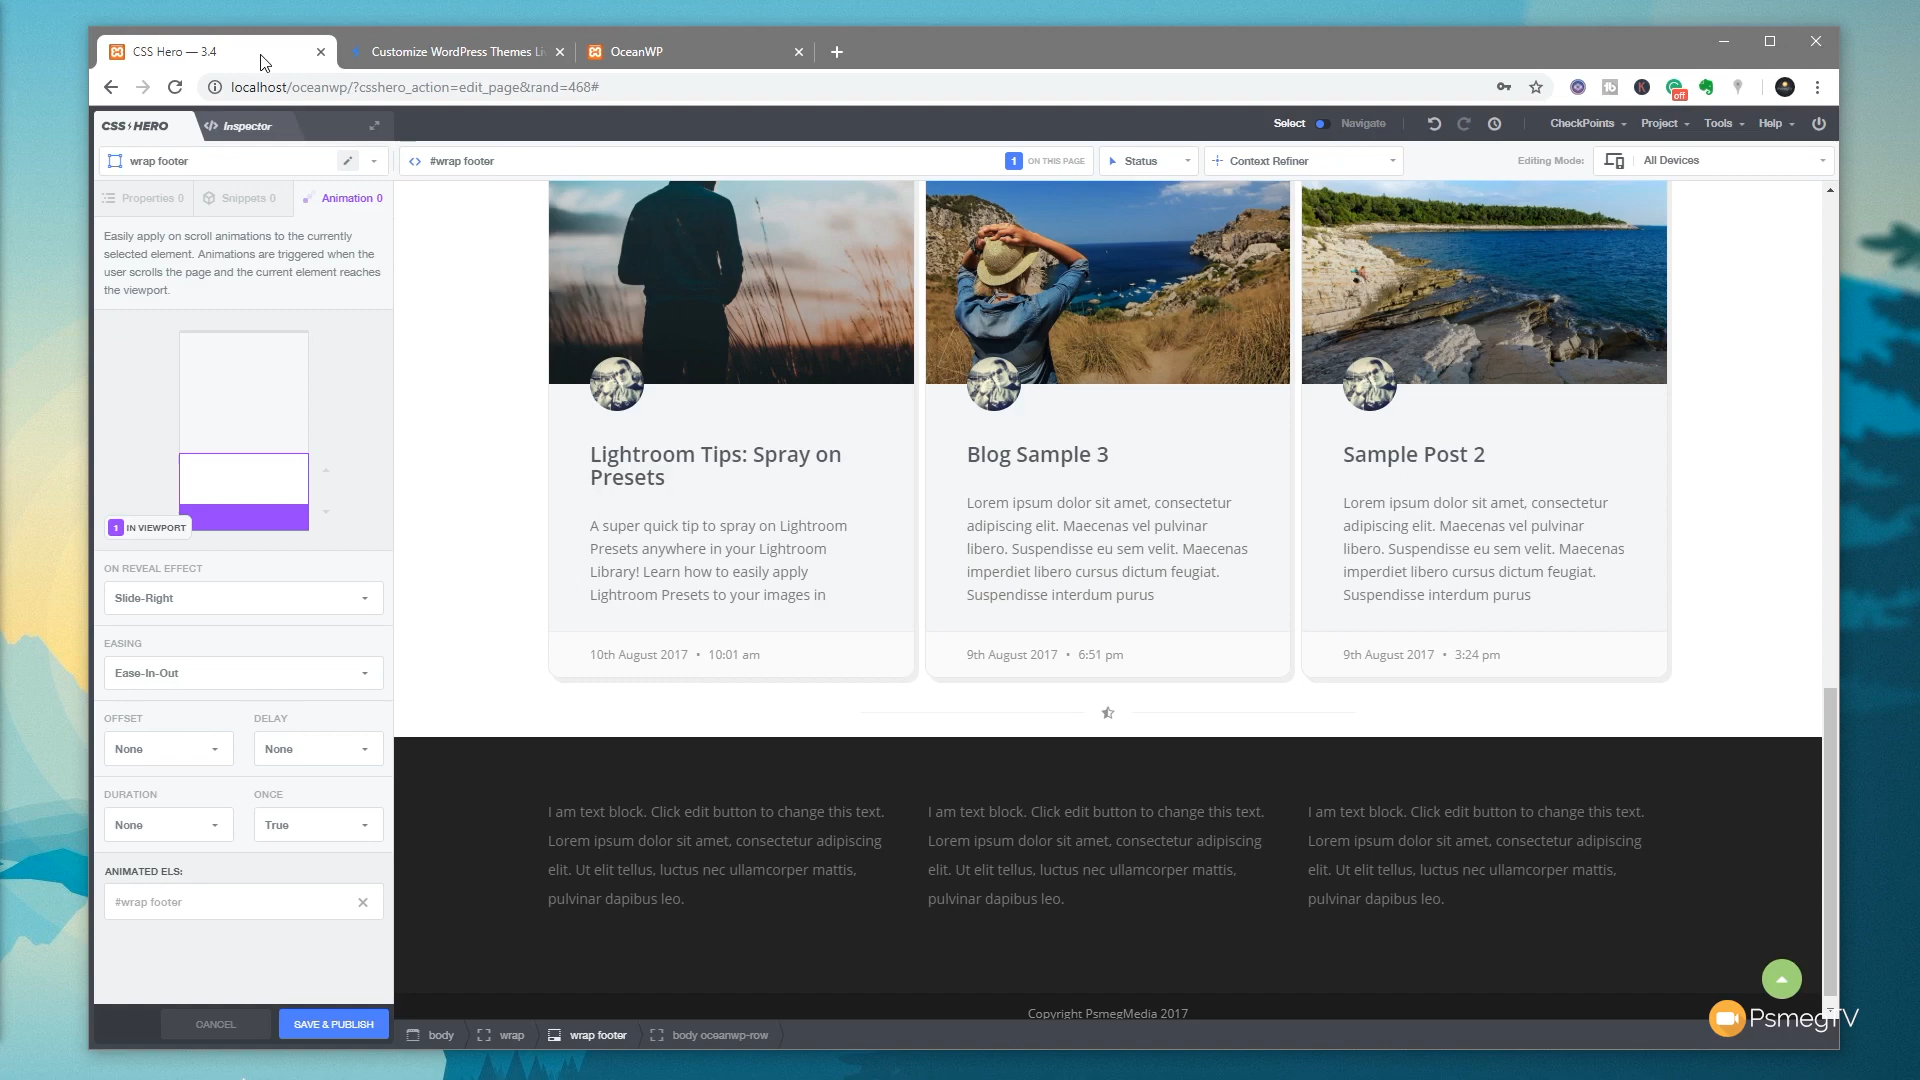 CSS Hero — 3.4
Customize WordPress Themes Li
OceanWP
localhost/oceanwp/?csshero_action=edit_page&rand=468#
off
CSS HERO
Inspector
Select
Navigate
CheckPoints
Project
Tools
Help
wrap footer
#wrap footer
1 ON THIS PAGE
Status
Context Refiner
Editing Mode:
All Devices
Properties 0
Snippets 0
Animation 0
Easily apply on scroll animations to the currently
selected element. Animations are triggered when the
user scrolls the page and the current element reaches
the viewport.
1 IN VIEWPORT
ON REVEAL EFFECT
Slide-Right
EASING
Ease-In-Out
OFFSET
DELAY
None
None
DURATION
ONCE
None
True
ANIMATED ELS:
#wrap footer
CANCEL
SAVE & PUBLISH
Lightroom Tips: Spray on
Presets
A super quick tip to spray on Lightroom
Presets anywhere in your Lightroom
Library! Learn how to easily apply
Lightroom Presets to your images in
10th August 2017 • 10:01 am
Blog Sample 3
Lorem ipsum dolor sit amet, consectetur
adipiscing elit. Maecenas vel pulvinar
libero. Suspendisse eu sem velit. Maecenas
imperdiet libero cursus dictum feugiat.
Suspendisse interdum purus
9th August 2017 • 6:51 pm
Sample Post 2
Lorem ipsum dolor sit amet, consectetur
adipiscing elit. Maecenas vel pulvinar
libero. Suspendisse eu sem velit. Maecenas
imperdiet libero cursus dictum feugiat.
Suspendisse interdum purus
9th August 2017 • 3:24 pm
I am text block. Click edit button to change this text.
Lorem ipsum dolor sit amet, consectetur adipiscing
elit. Ut elit tellus, luctus nec ullamcorper mattis,
pulvinar dapibus leo.
I am text block. Click edit button to change this text.
Lorem ipsum dolor sit amet, consectetur adipiscing
elit. Ut elit tellus, luctus nec ullamcorper mattis,
pulvinar dapibus leo.
I am text block. Click edit button to change this text.
Lorem ipsum dolor sit amet, consectetur adipiscing
elit. Ut elit tellus, luctus nec ullamcorper mattis,
pulvinar dapibus leo.
Copyright PsmegMedia 2017
body
wrap
wrap footer
body oceanwp-row
PsmegTV